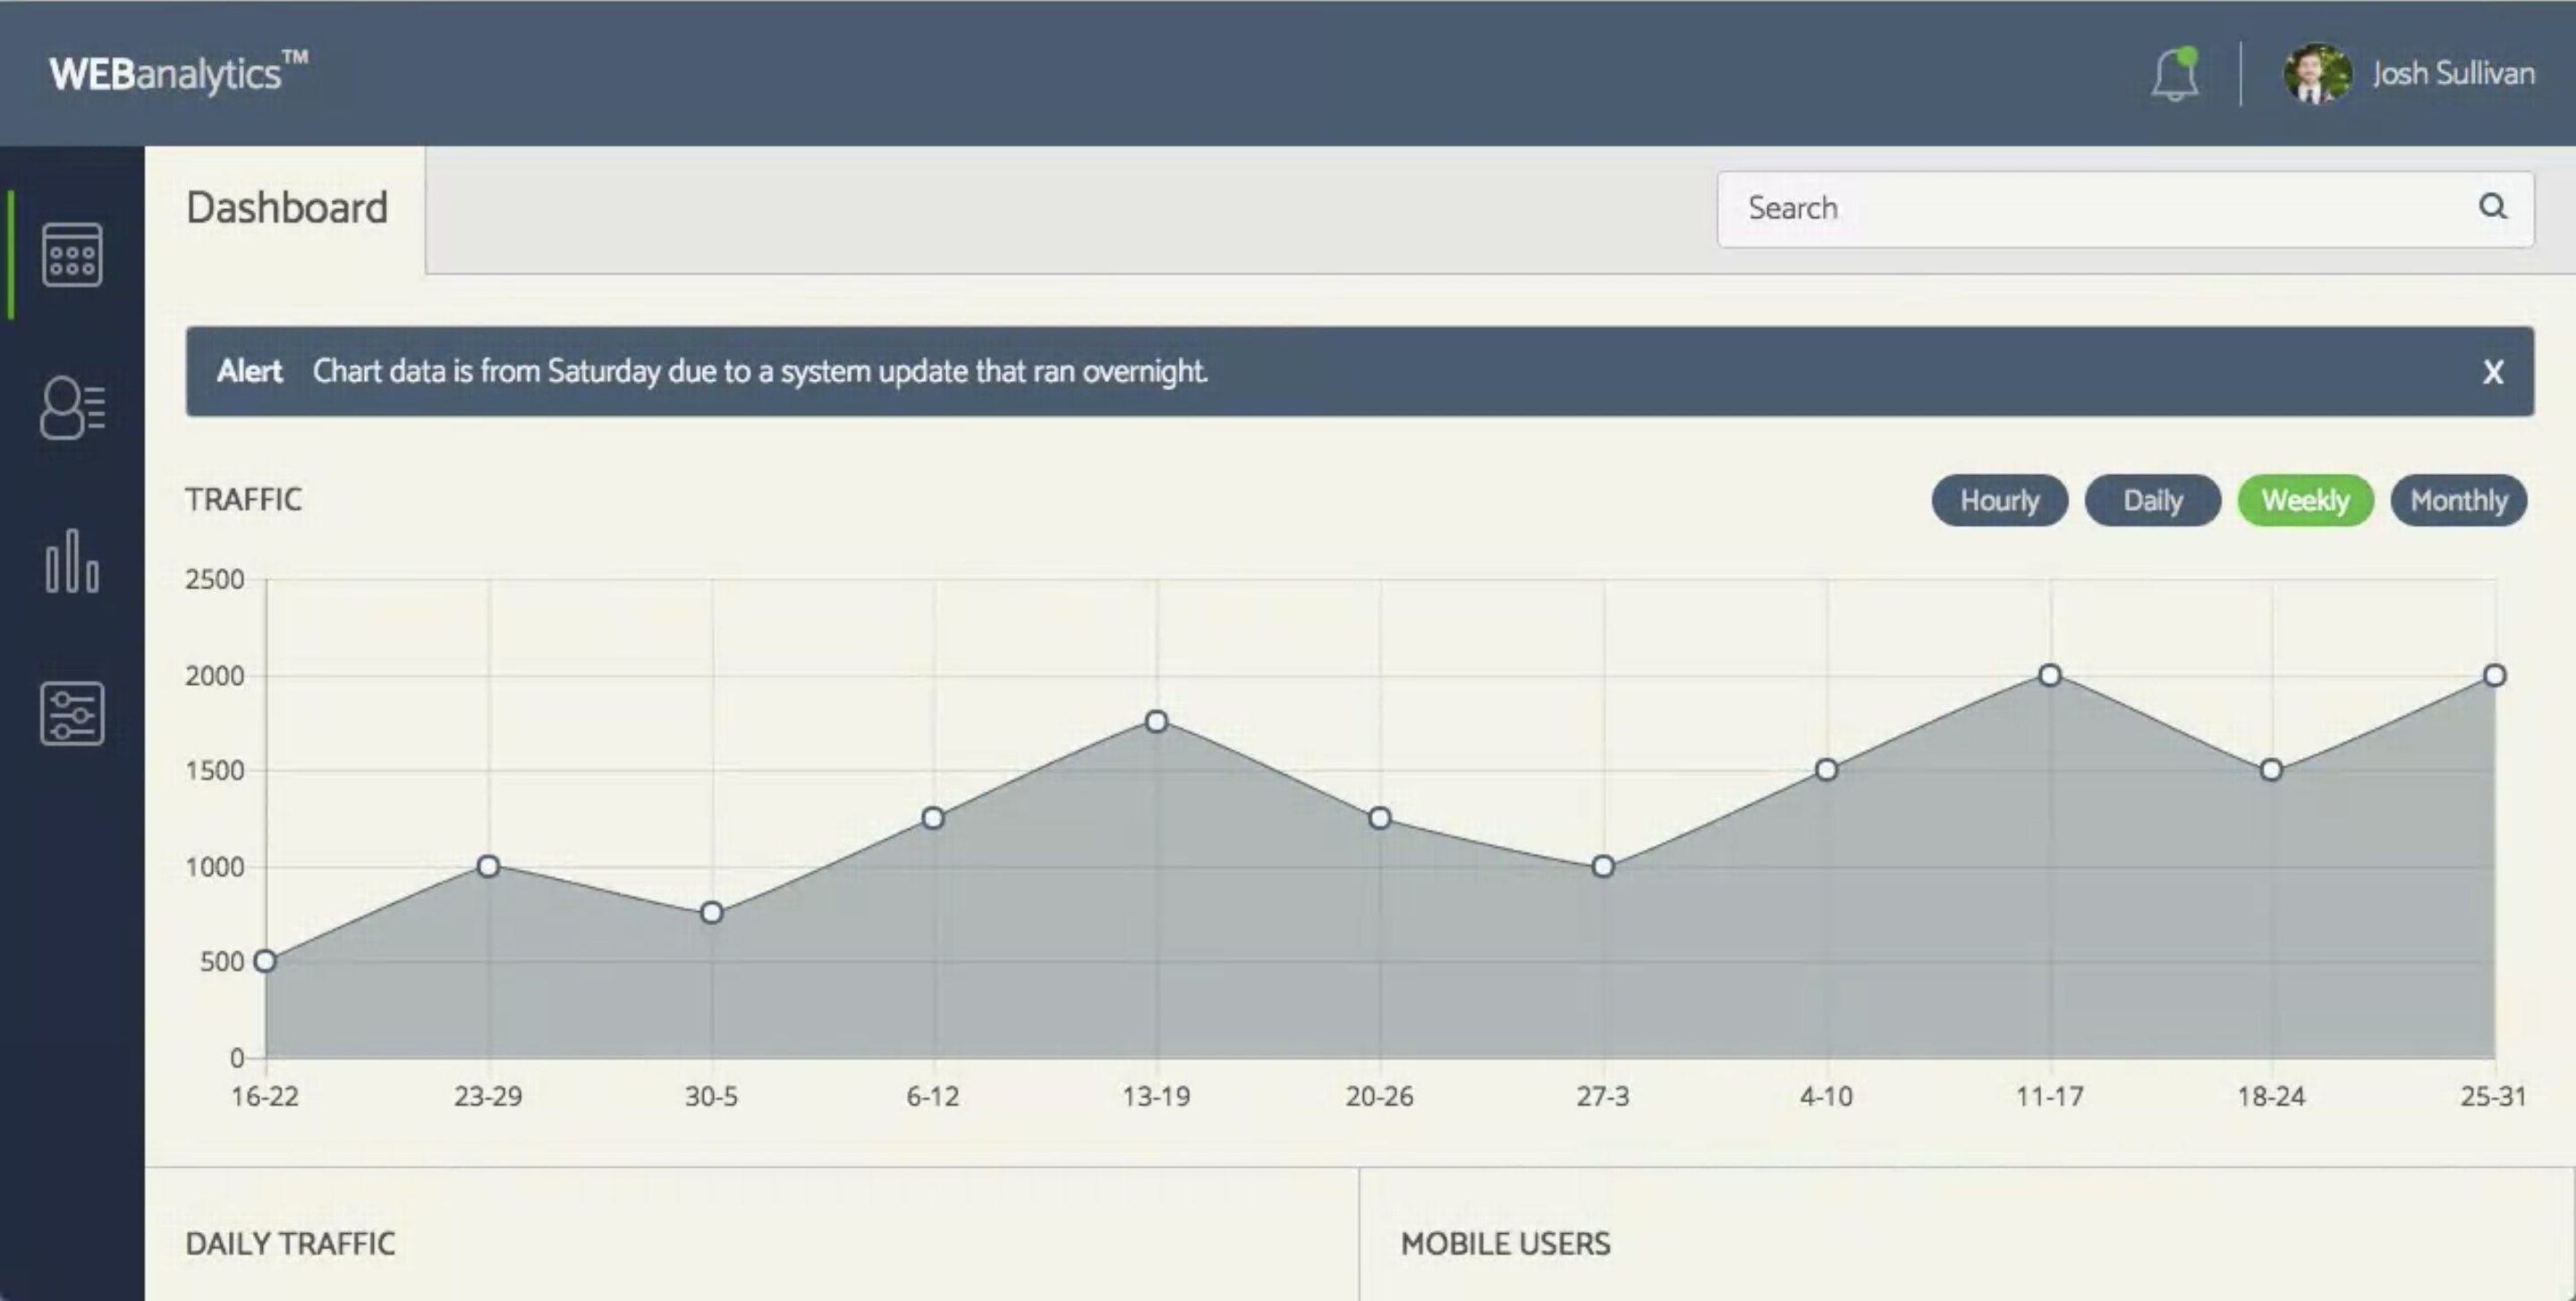 WEBanalytics™
Josh Sullivan
Dashboard
Search
Alert Chart data is from Saturday due to a system update that ran overnight.
X
TRAFFIC
Hourly Daily Weekly Monthly
2500
2000
1500
1000
500
0
16-22 23-29 30-5 6-12 13-19 20-26 27-3 4-10 11-17 18-24 25-31
DAILY TRAFFIC
MOBILE USERS